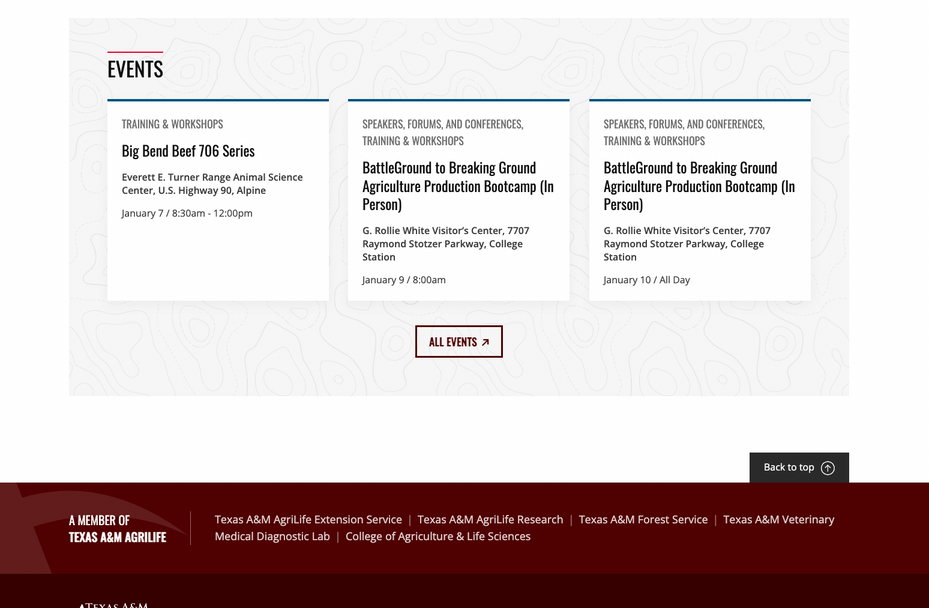 EVENTS
TRAINING & WORKSHOPS
Big Bend Beef 706 Series
Everett E. Turner Range Animal Science
Center, U.S. Highway 90, Alpine
January 7 / 8:30am - 12:00pm
SPEAKERS, FORUMS, AND CONFERENCES,
TRAINING & WORKSHOPS
BattleGround to Breaking Ground
Agriculture Production Bootcamp (In
Person)
G. Rollie White Visitor's Center, 7707
Raymond Stotzer Parkway, College
Station
January 9 / 8:00am
SPEAKERS, FORUMS, AND CONFERENCES,
TRAINING & WORKSHOPS
BattleGround to Breaking Ground
Agriculture Production Bootcamp (In
Person)
G. Rollie White Visitor's Center, 7707
Raymond Stotzer Parkway, College
Station
January 10 / All Day
ALL EVENTS
Back to top
A MEMBER OF
TEXAS A&M AGRILIFE
Texas A&M AgriLife Extension Service | Texas A&M AgriLife Research | Texas A&M Forest Service | Texas A&M Veterinary
Medical Diagnostic Lab | College of Agriculture & Life Sciences
TEXAS A&M